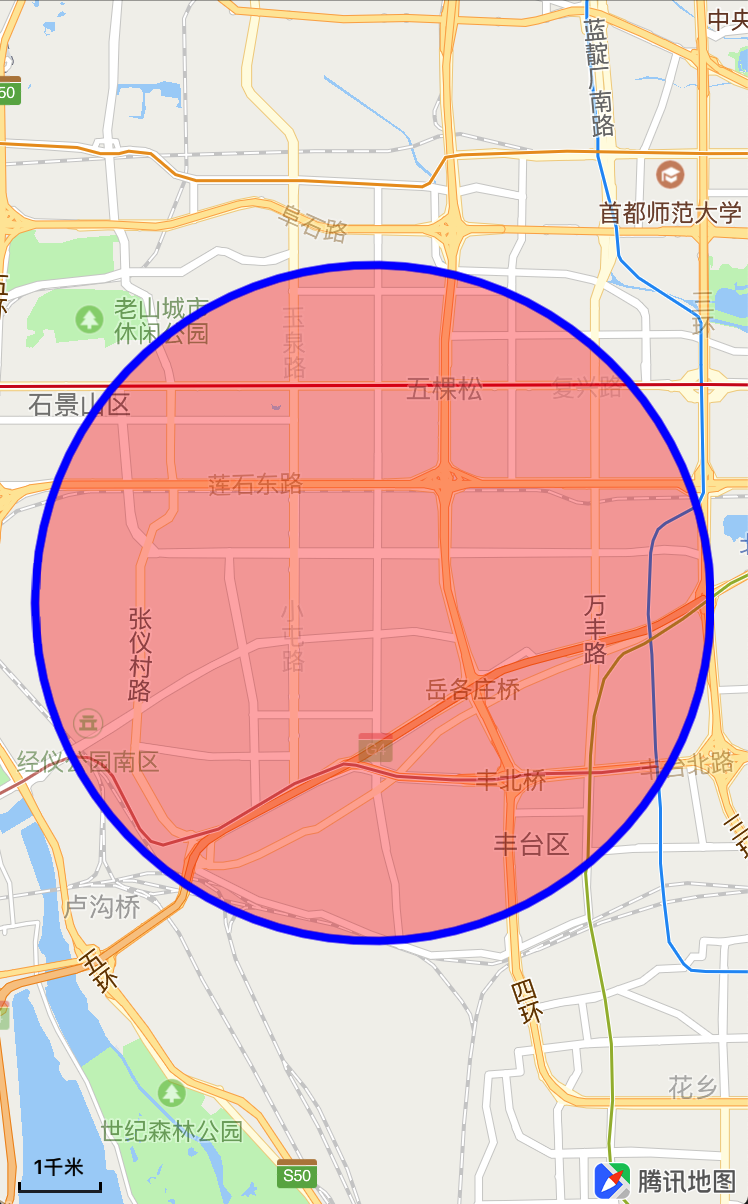 中央
蓝靛厂南路
50
首都师范大学
阜石路
五环
三环
老山城市
休闲公园
玉泉路
五棵松
复兴路
石景山区
莲石东路
张仪村路
小屯路
万丰路
岳各庄桥
G4
经仪公园南区
丰北桥
丰台北路
三环
丰台区
卢沟桥
五环
四环
花乡
世纪森林公园
1千米
S50
腾讯地图